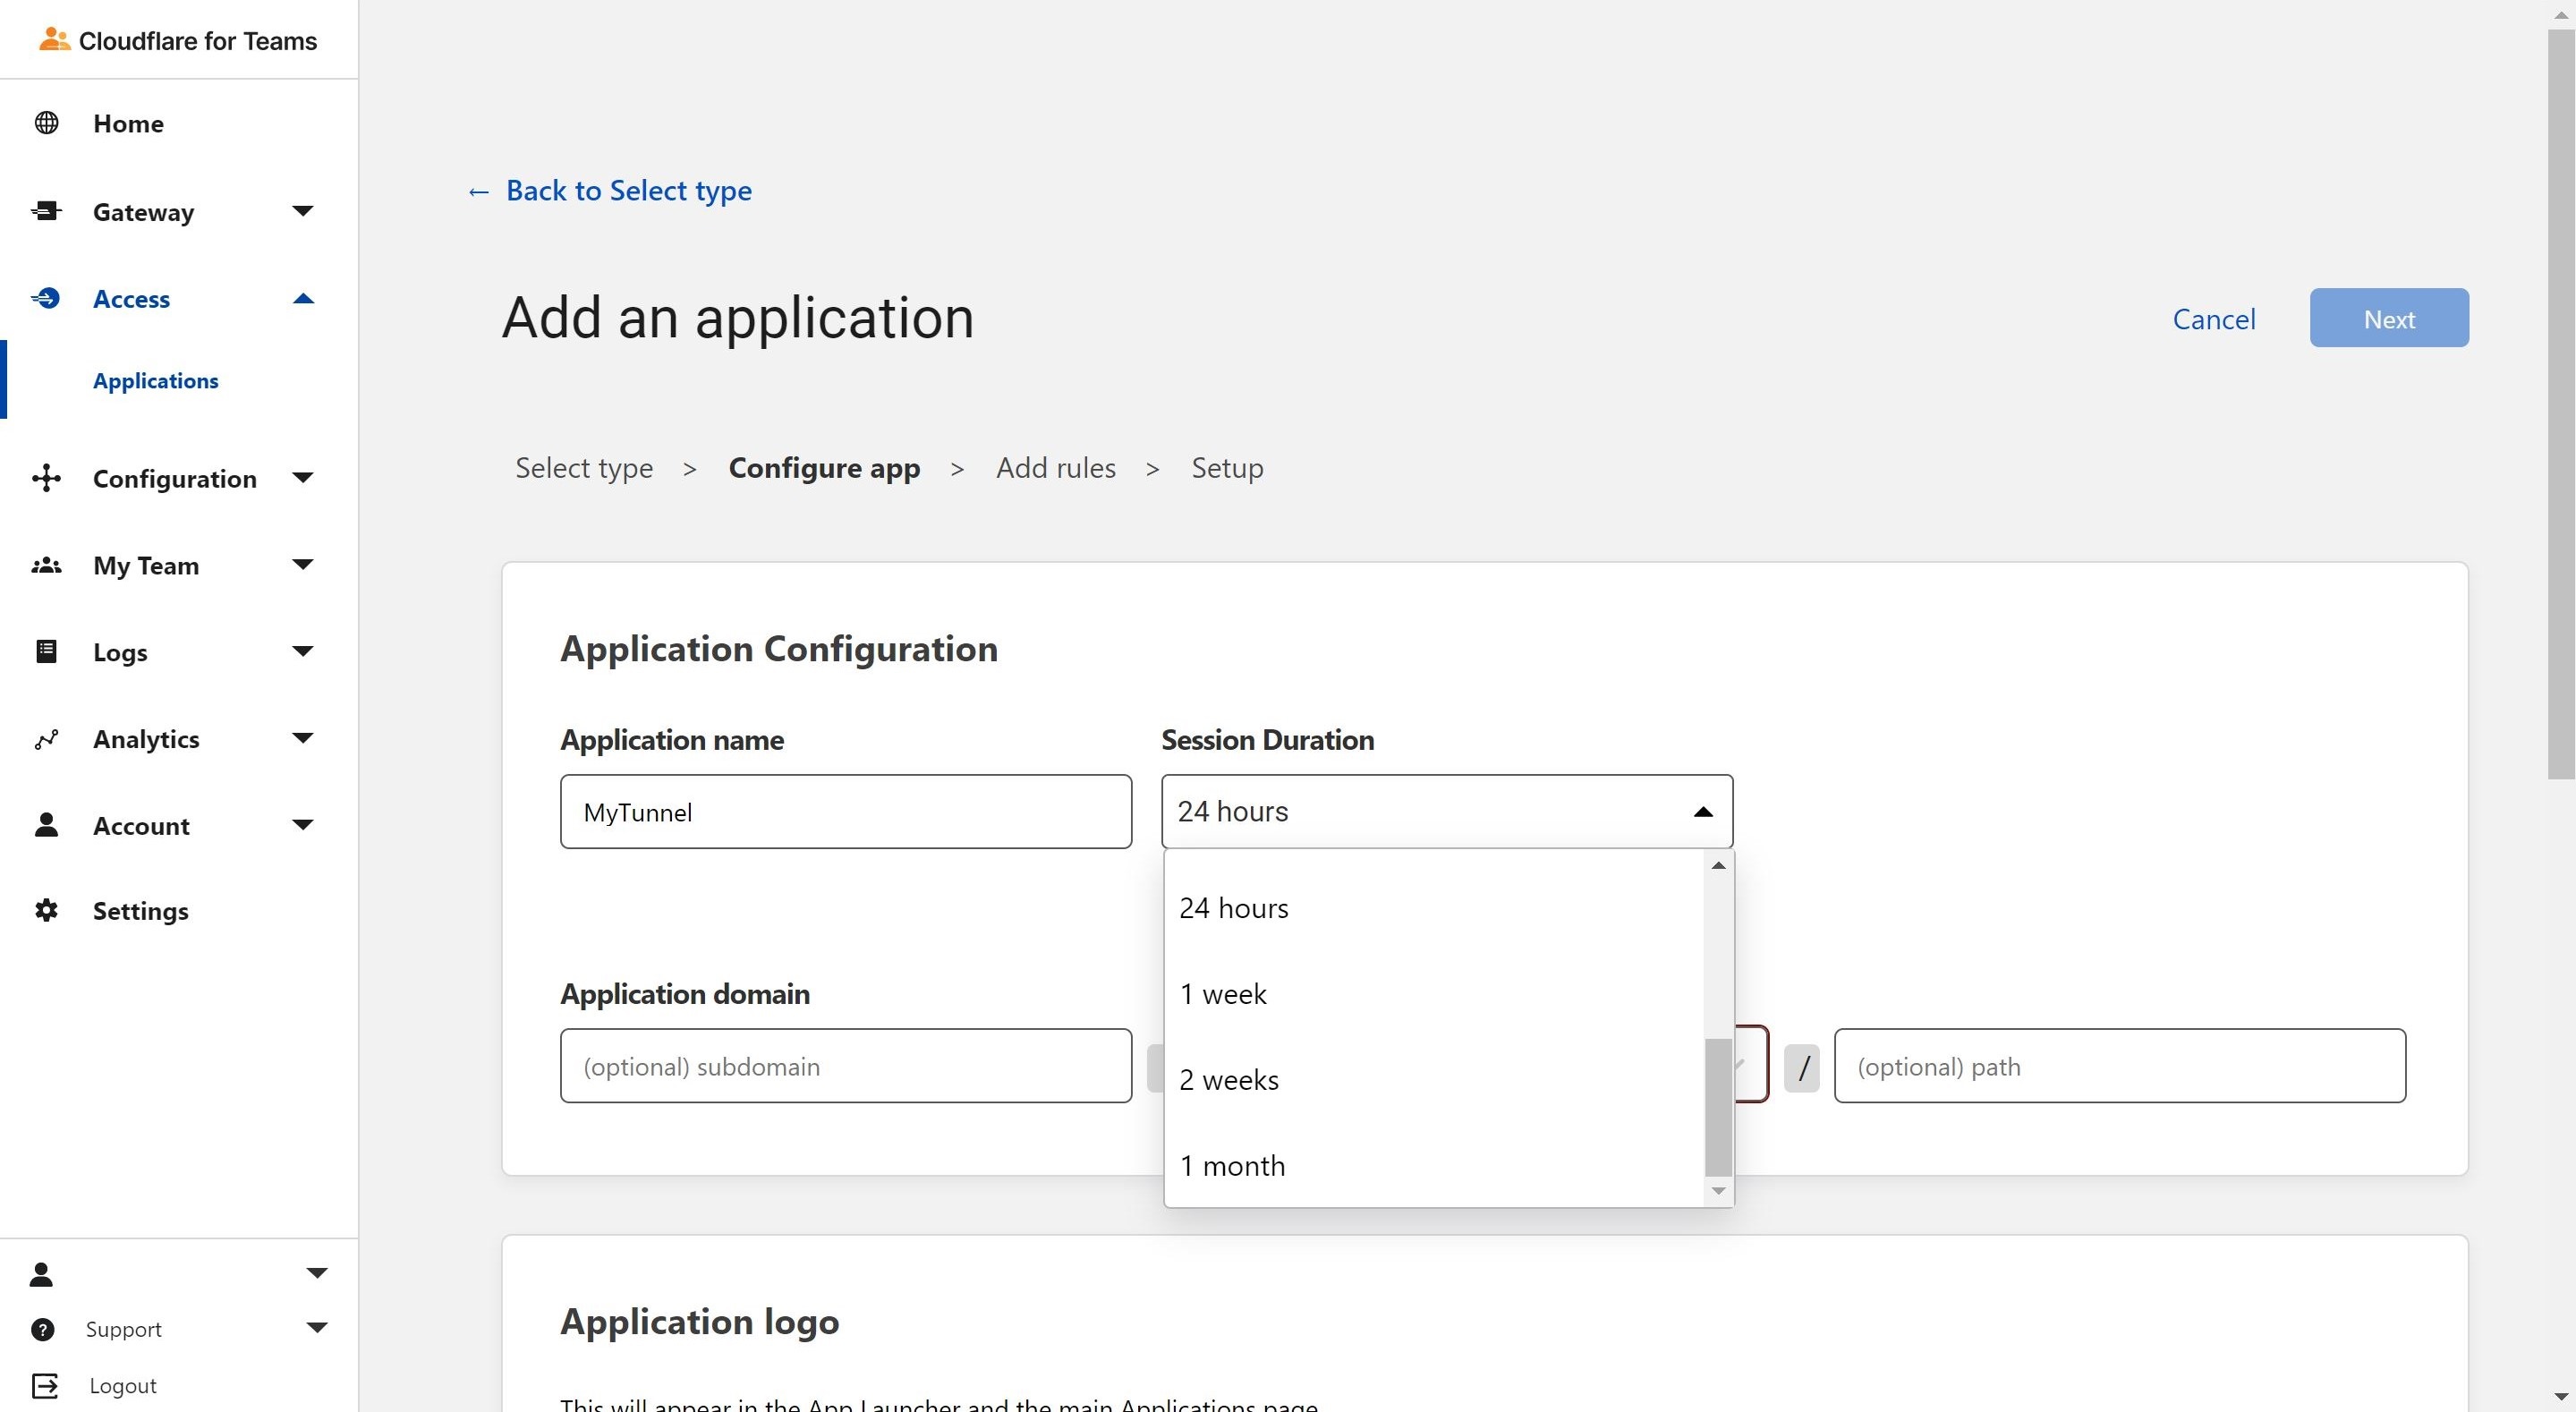 Cloudflare for Teams
Home
Gateway
Access
Applications
Configuration
My Team
Logs
Analytics
Account
Settings
Support
Logout
← Back to Select type
Add an application
Cancel
Next
Select type > Configure app > Add rules > Setup
Application Configuration
Application name
MyTunnel
Session Duration
24 hours
24 hours
1 week
2 weeks
1 month
Application domain
(optional) subdomain
/
(optional) path
Application logo
This will appear in the App Launcher and the main Applications page